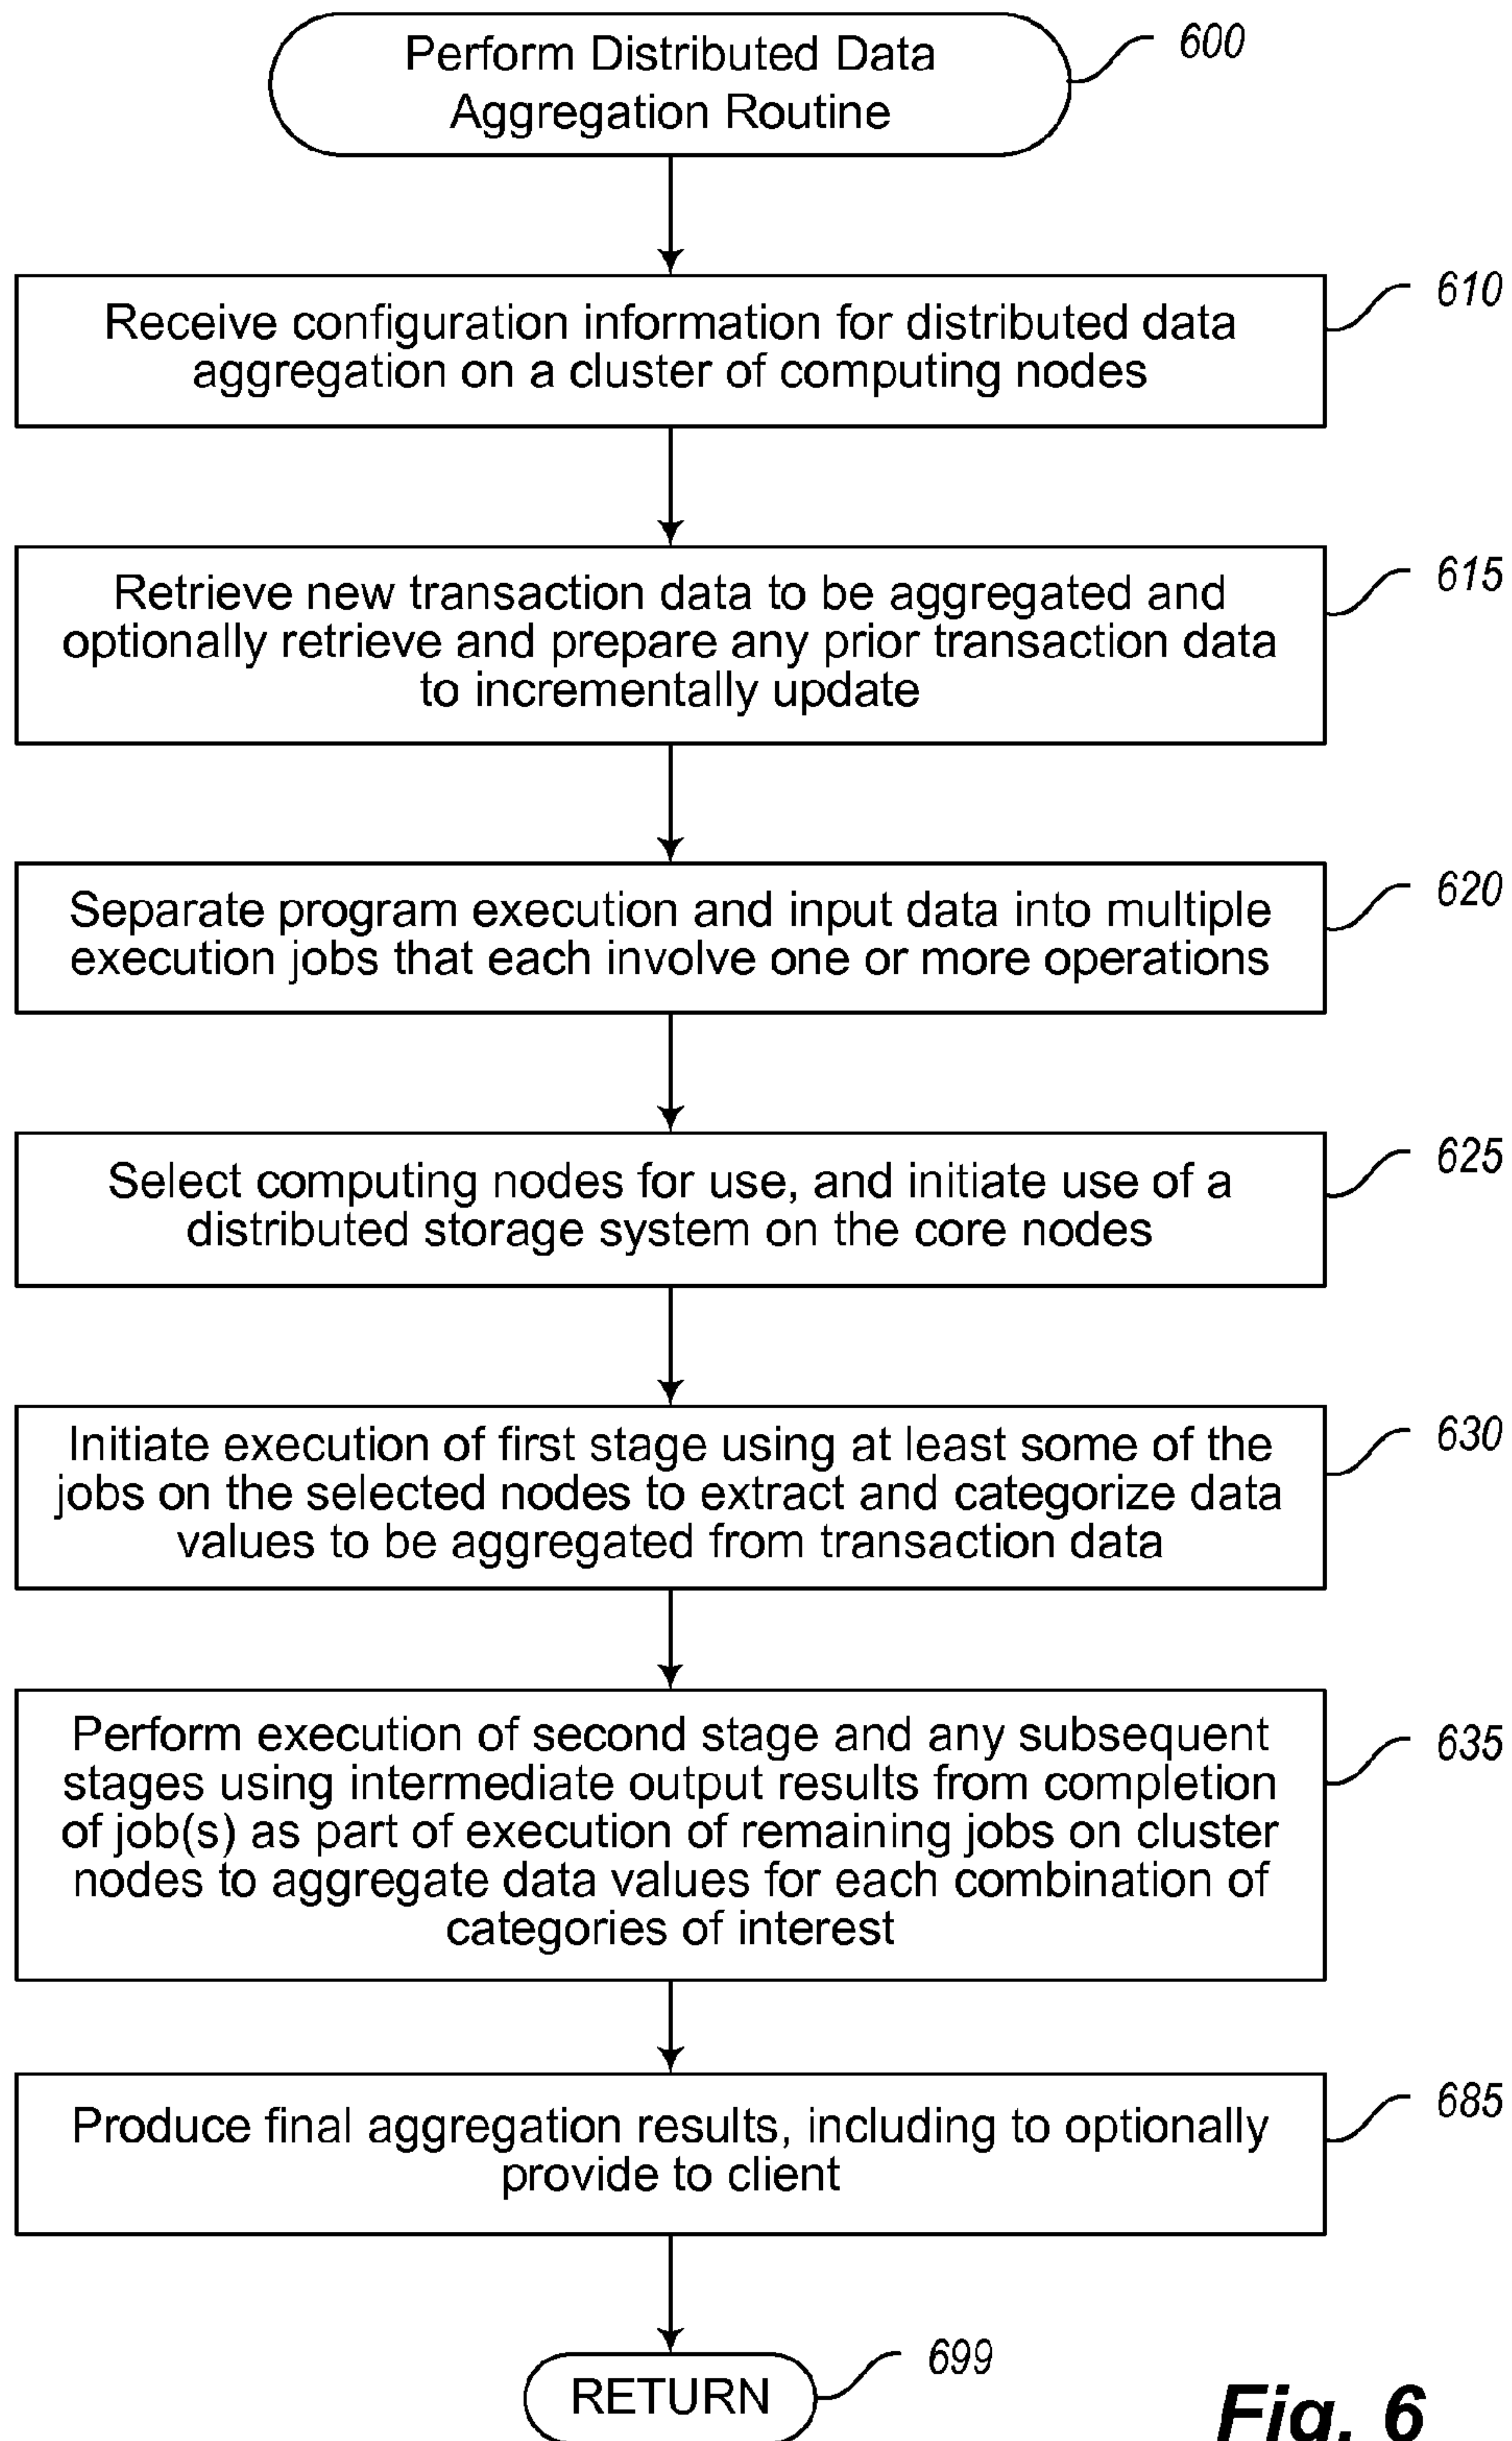 Perform Distributed Data
Aggregation Routine
600
Receive configuration information for distributed data
aggregation on a cluster of computing nodes
610
Retrieve new transaction data to be aggregated and
optionally retrieve and prepare any prior transaction data
to incrementally update
615
Separate program execution and input data into multiple
execution jobs that each involve one or more operations
620
Select computing nodes for use, and initiate use of a
distributed storage system on the core nodes
625
Initiate execution of first stage using at least some of the
jobs on the selected nodes to extract and categorize data
values to be aggregated from transaction data
630
Perform execution of second stage and any subsequent
stages using intermediate output results from completion
of job(s) as part of execution of remaining jobs on cluster
nodes to aggregate data values for each combination of
categories of interest
635
Produce final aggregation results, including to optionally
provide to client
685
RETURN
699
Fig. 6